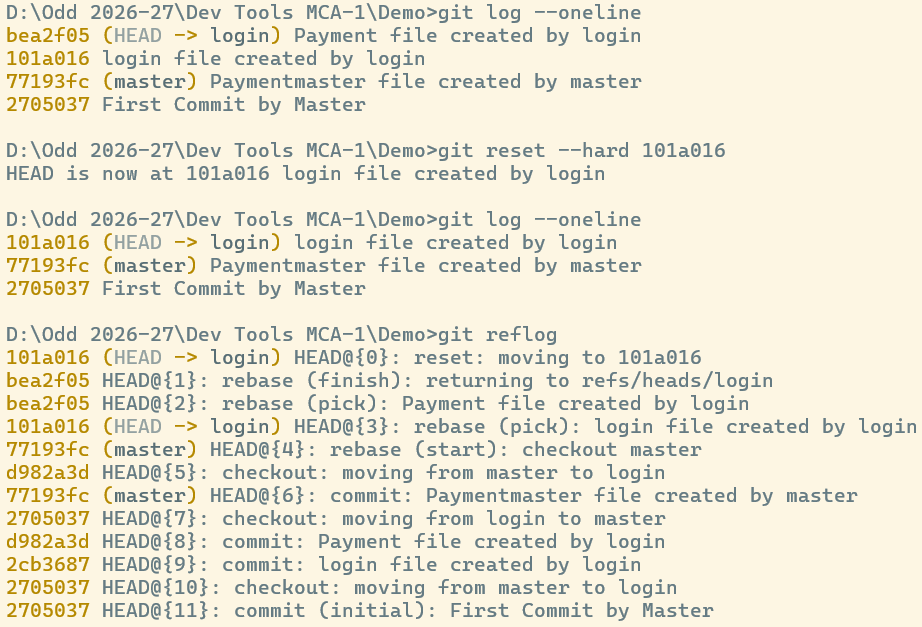 D:\Odd 2026-27\Dev Tools MCA-1\Demo>git log --oneline
bea2f05 (HEAD -> login) Payment file created by login
101a016 login file created by login
77193fc (master) Paymentmaster file created by master
2705037 First Commit by Master
D:\Odd 2026-27\Dev Tools MCA-1\Demo>git reset --hard 101a016
HEAD is now at 101a016 login file created by login
D:\Odd 2026-27\Dev Tools MCA-1\Demo>git log --oneline
101a016 (HEAD -> login) login file created by login
77193fc (master) Paymentmaster file created by master
2705037 First Commit by Master
D:\Odd 2026-27\Dev Tools MCA-1\Demo>git reflog
101a016 (HEAD -> login) HEAD@{0}: reset: moving to 101a016
bea2f05 HEAD@{1}: rebase (finish): returning to refs/heads/login
bea2f05 HEAD@{2}: rebase (pick): Payment file created by login
101a016 (HEAD -> login) HEAD@{3}: rebase (pick): login file created by login
77193fc (master) HEAD@{4}: rebase (start): checkout master
d982a3d HEAD@{5}: checkout: moving from master to login
77193fc (master) HEAD@{6}: commit: Paymentmaster file created by master
2705037 HEAD@{7}: checkout: moving from login to master
d982a3d HEAD@{8}: commit: Payment file created by login
2cb3687 HEAD@{9}: commit: login file created by login
2705037 HEAD@{10}: checkout: moving from master to login
2705037 HEAD@{11}: commit (initial): First Commit by Master